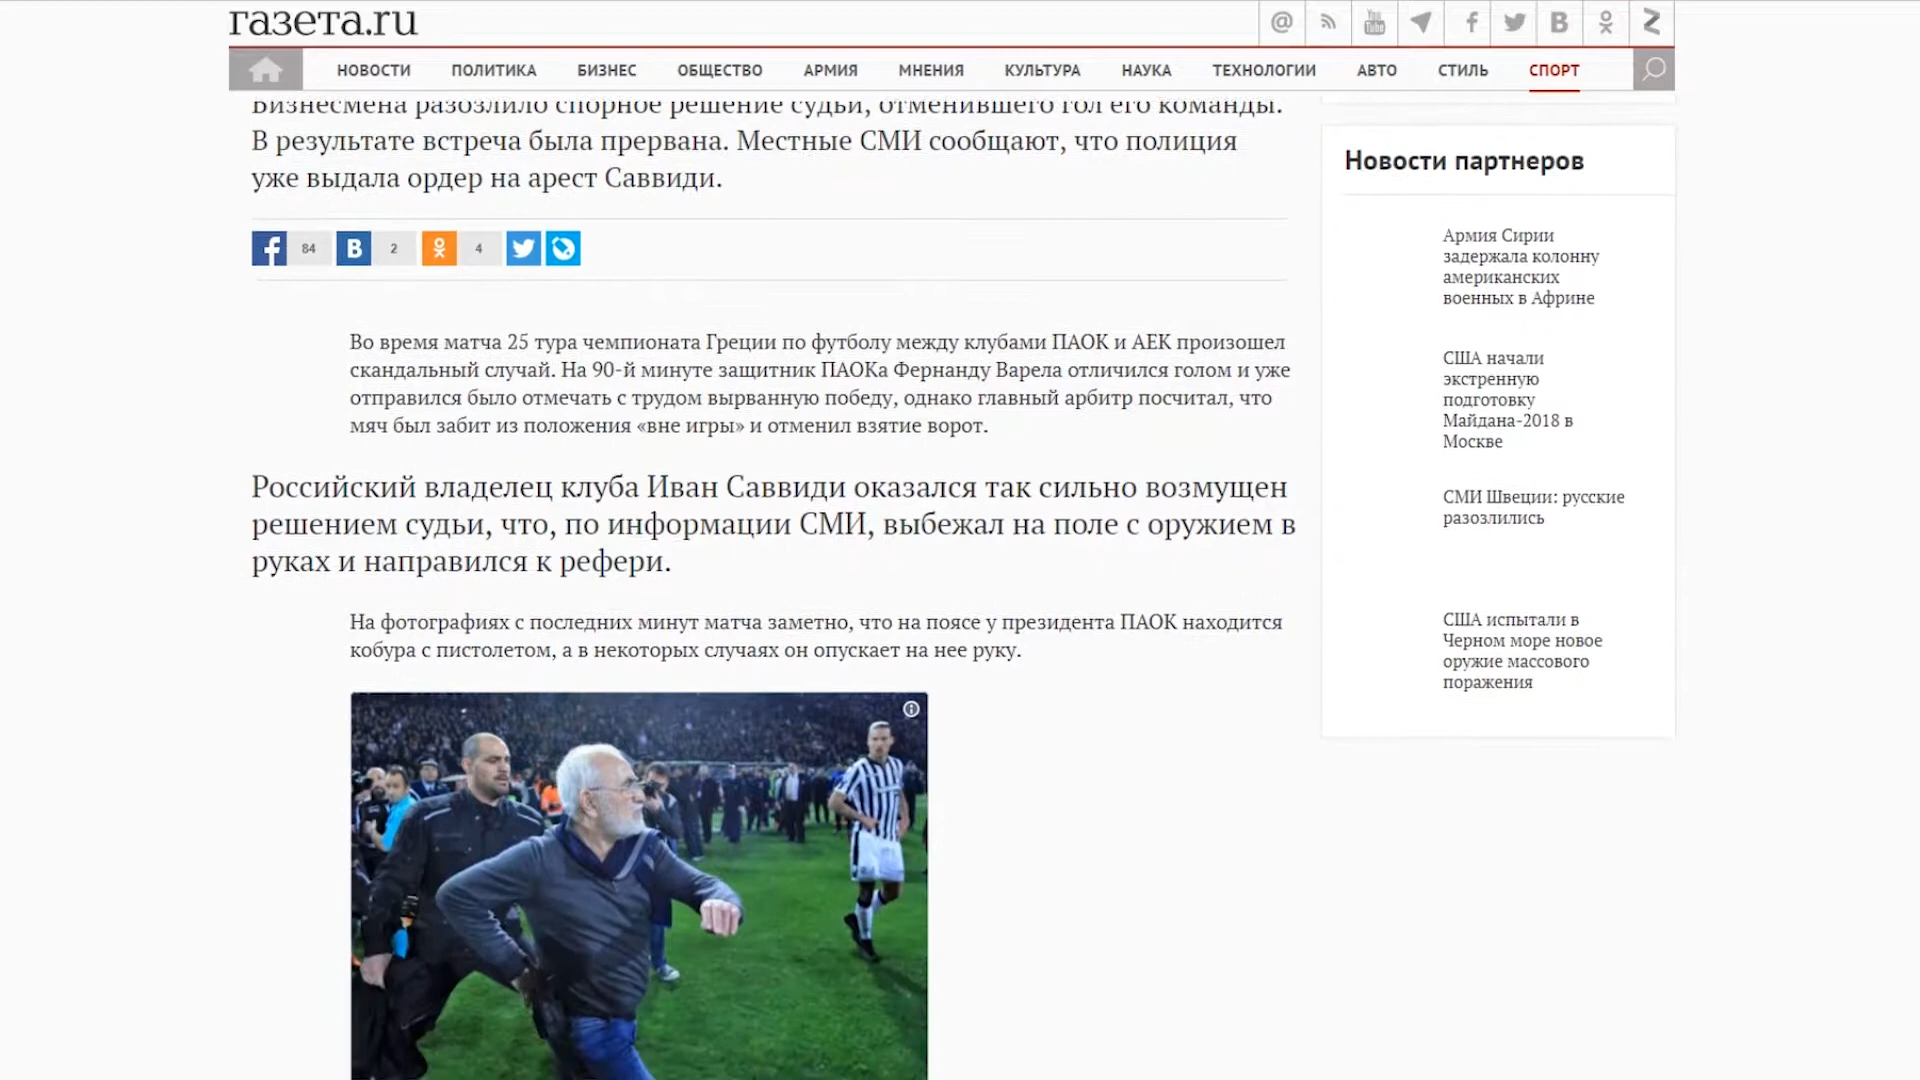 газета.ru
НОВОСТИ ПОЛИТИКА БИЗНЕС ОБЩЕСТВО АРМИЯ МНЕНИЯ КУЛЬТУРА НАУКА ТЕХНОЛОГИИ АВТО СТИЛЬ СПОРТ
Бизнесмена разозлило спорное решение судьи, отменившего гол его команды.
В результате встреча была прервана. Местные СМИ сообщают, что полиция
уже выдала ордер на арест Саввиди.
84 2 4
Во время матча 25 тура чемпионата Греции по футболу между клубами ПАОК и АЕК произошел
скандальный случай. На 90-й минуте защитник ПАОКа Фернанду Варела отличился голом и уже
отправился было отмечать с трудом вырванную победу, однако главный арбитр посчитал, что
мяч был забит из положения «вне игры» и отменил взятие ворот.
Российский владелец клуба Иван Саввиди оказался так сильно возмущен
решением судьи, что, по информации СМИ, выбежал на поле с оружием в
руках и направился к рефери.
На фотографиях с последних минут матча заметно, что на поясе у президента ПАОК находится
кобура с пистолетом, а в некоторых случаях он опускает на нее руку.
Новости партнеров
Армия Сирии
задержала колонну
американских
военных в Африне
США начали
экстренную
подготовку
Майдана-2018 в
Москве
СМИ Швеции: русские
разозлились
США испытали в
Черном море новое
оружие массового
поражения